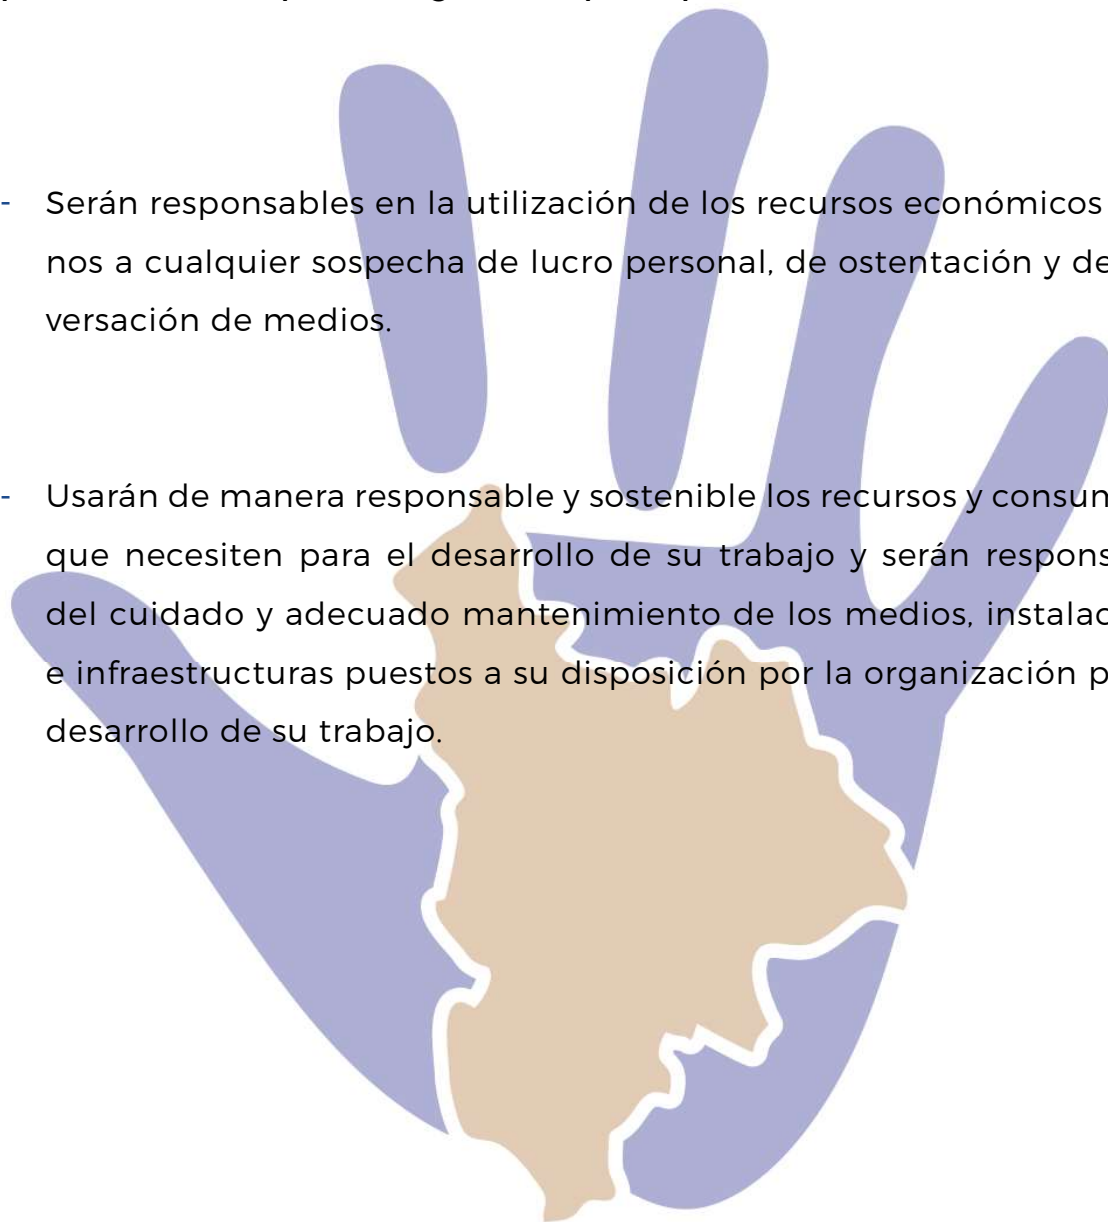 - Serán responsables en la utilización de los recursos económicos
nos a cualquier sospecha de lucro personal, de ostentación y de
versación de medios.
- Usarán de manera responsable y sostenible los recursos y consum
que necesiten para el desarrollo de su trabajo y serán respons
del cuidado y adecuado mantenimiento de los medios, instalac
e infraestructuras puestos a su disposición por la organización p
desarrollo de su trabajo.